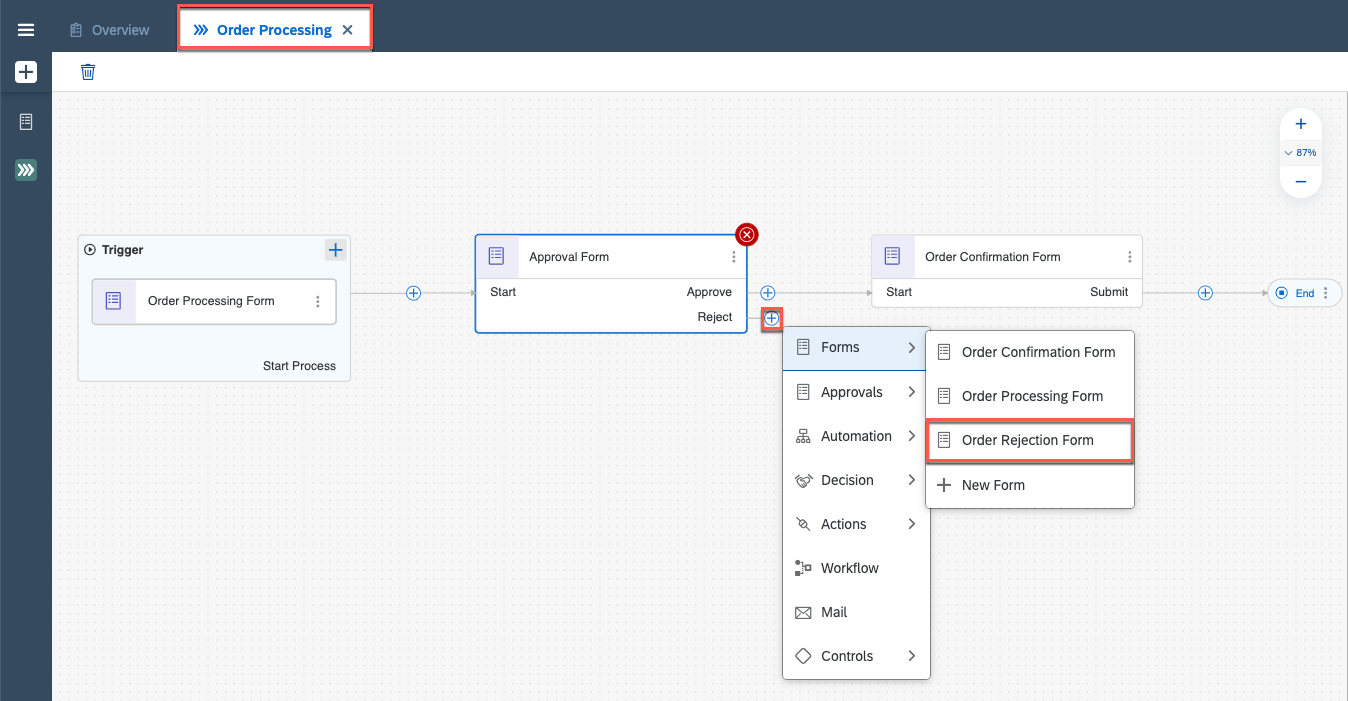 Overview
Order Processing
87%
Trigger
Order Processing Form
Start Process
Approval Form
Start
Approve
Reject
Order Confirmation Form
Start
Submit
End
Forms
Approvals
Automation
Decision
Actions
Workflow
Mail
Controls
Order Confirmation Form
Order Processing Form
Order Rejection Form
New Form